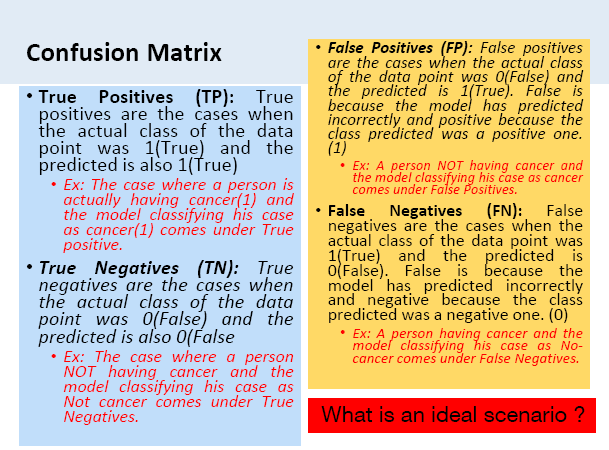 Confusion Matrix
• True Positives (TP): True
positives are the cases when
the actual class of the data
point was 1(True) and the
predicted is also 1(True)
• Ex: The case where a person is
actually having cancer(1) and
the model classifying his case
as cancer(1) comes under True
positive.
• True Negatives (TN): True
negatives are the cases when
the actual class of the data
point was 0(False) and the
predicted is also 0(False
• Ex: The case where a person
NOT having cancer and the
model classifying his case as
Not cancer comes under True
Negatives.
• False Positives (FP): False positives
are the cases when the actual class
of the data point was 0(False) and
the predicted is 1(True). False is
because the model has predicted
incorrectly and positive because the
class predicted was a positive one.
(1)
• Ex: A person NOT having cancer and
the model classifying his case as cancer
comes under False Positives.
• False Negatives (FN): False
negatives are the cases when the
actual class of the data point was
1(True) and the predicted is
0(False). False is because the
model has predicted incorrectly
and negative because the class
predicted was a negative one. (0)
• Ex: A person having cancer and the
model classifying his case as No-
cancer comes under False Negatives.
What is an ideal scenario ?